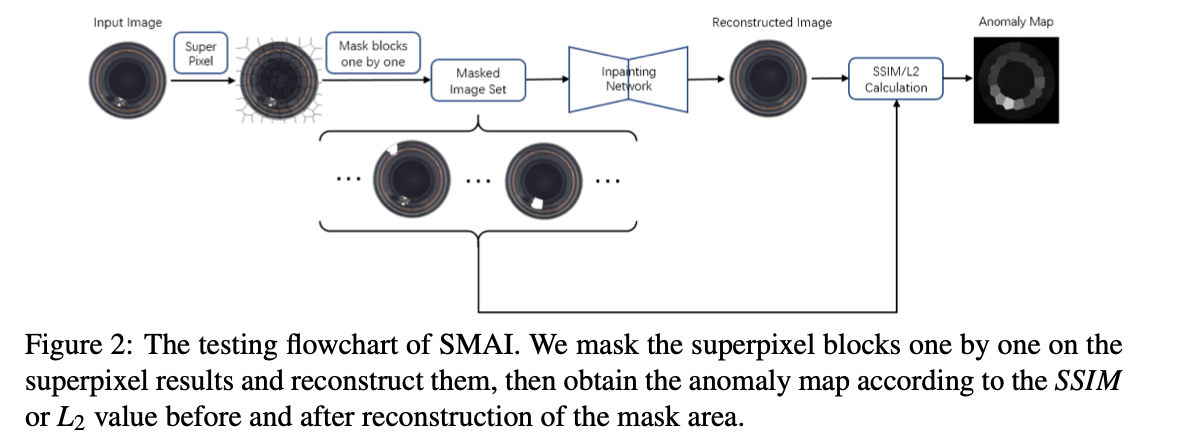 Input Image
Reconstructed Image
Anomaly Map
Super
Pixel
Mask blocks
one by one
Masked
Image Set
Inpainting
Network
SSIM/L2
Calculation
... ... ...
Figure 2: The testing flowchart of SMAI. We mask the superpixel blocks one by one on the
superpixel results and reconstruct them, then obtain the anomaly map according to the SSIM
or L2 value before and after reconstruction of the mask area.